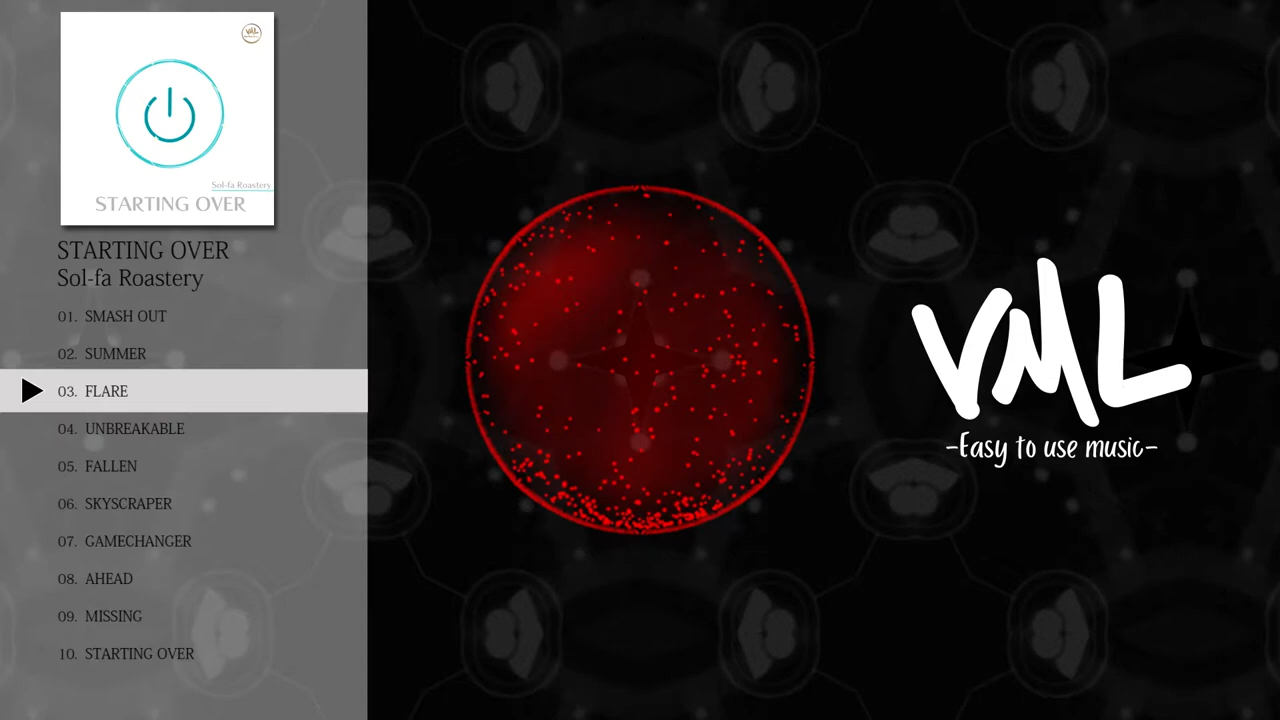 VML
Sol-fa Roastery
STARTING OVER
STARTING OVER
Sol-fa Roastery
01. SMASH OUT
02. SUMMER
03. FLARE
04. UNBREAKABLE
05. FALLEN
06. SKYSCRAPER
07. GAMECHANGER
08. AHEAD
09. MISSING
10. STARTING OVER
VML
-Easy to use music-